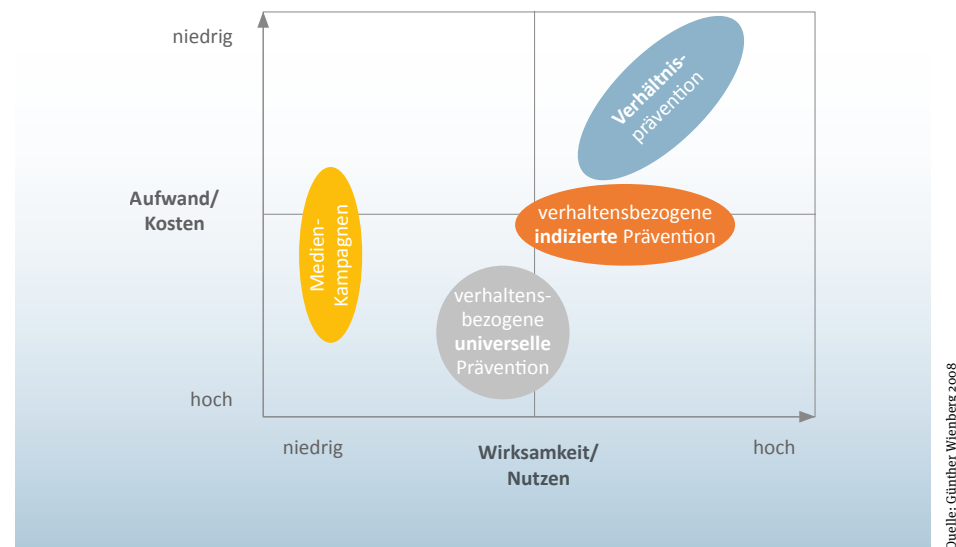 niedrig
Verhältnis-
prävention
Aufwand/
Kosten
Medien-
Kampagnen
verhaltensbezogene
indizierte Prävention
verhaltens-
bezogene
universelle
Prävention
hoch
niedrig
Wirksamkeit/
Nutzen
hoch
Quelle: Günther Wienberg 2008